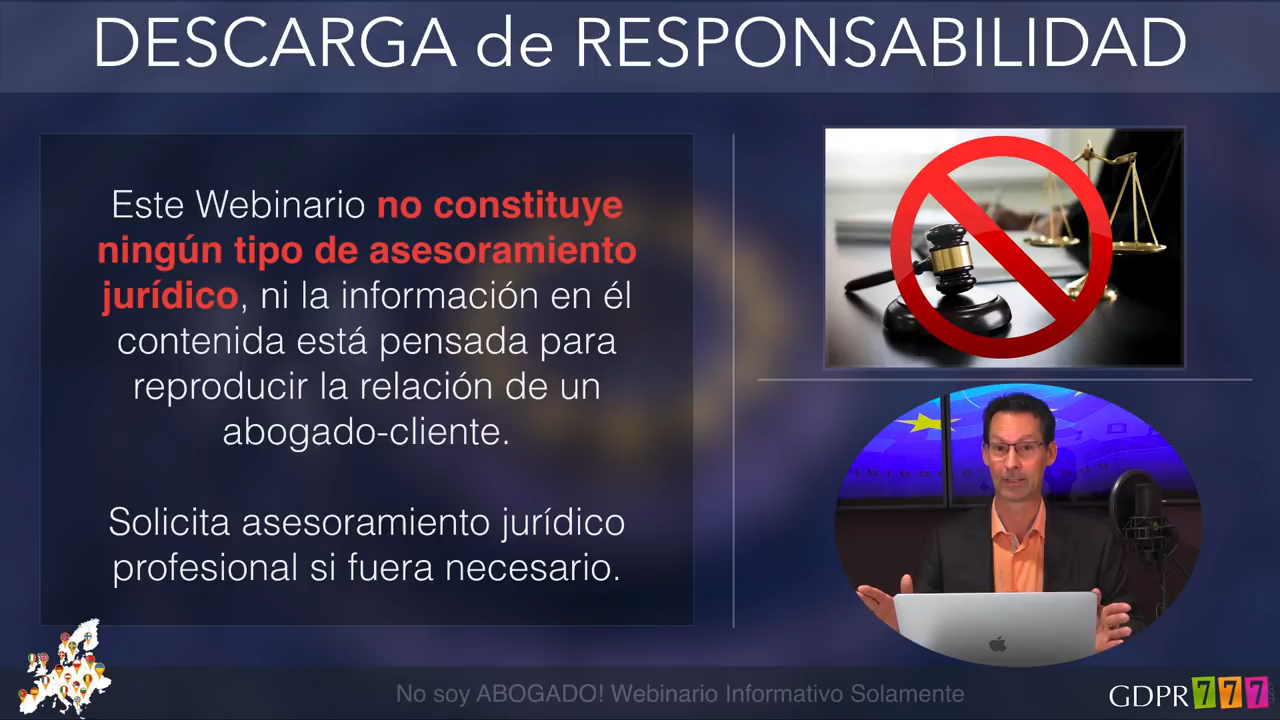 DESCARGA de RESPONSABILIDAD
Este Webinario no constituye
ningún tipo de asesoramiento
jurídico, ni la información en él
contenida está pensada para
reproducir la relación de un
abogado-cliente.
Solicita asesoramiento jurídico
profesional si fuera necesario.
No soy ABOGADO! Webinario Informativo Solamente
GDPR777